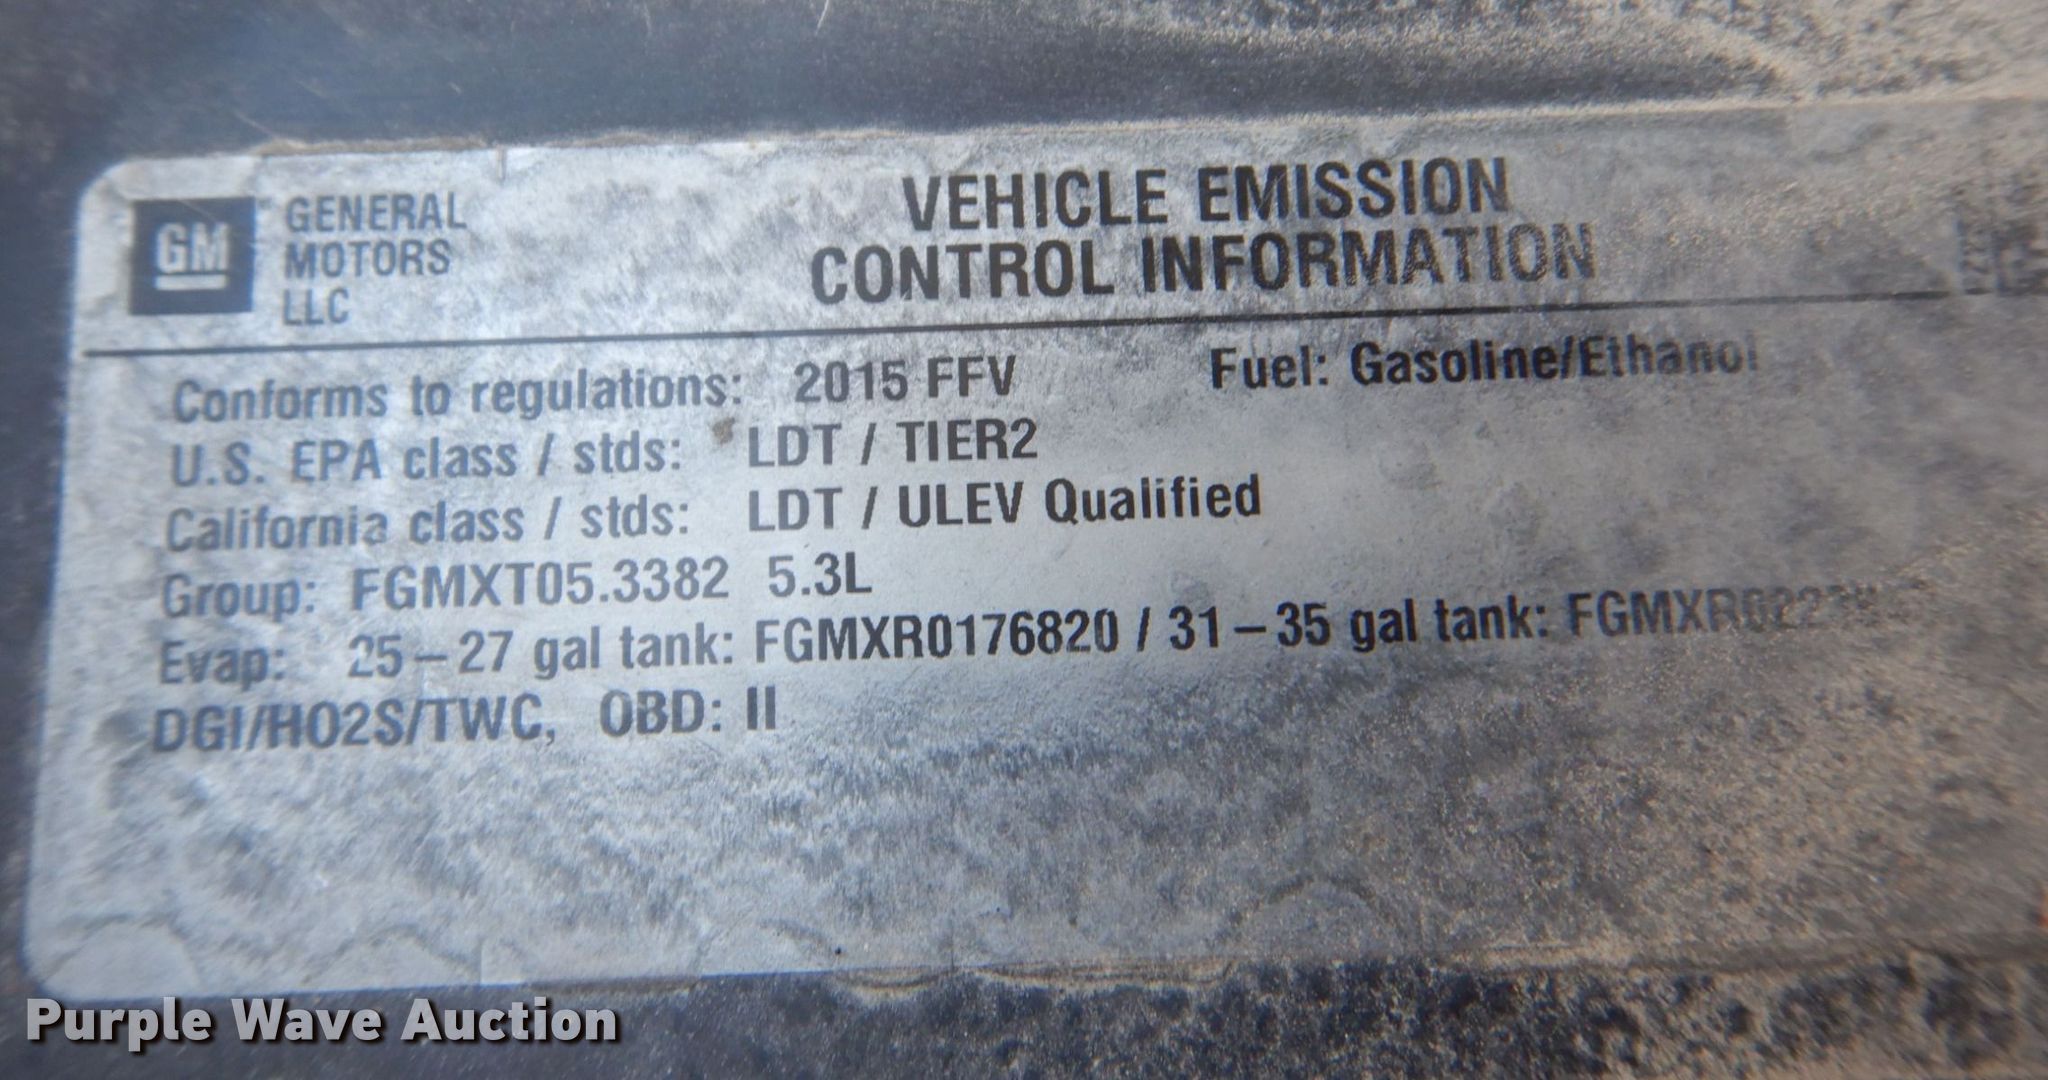 GM GENERAL MOTORS LLC
VEHICLE EMISSION
CONTROL INFORMATION
Conforms to regulations: 2015 FFV Fuel: Gasoline/Ethanol
U.S. EPA class / stds: LDT / TIER2
California class / stds: LDT / ULEV Qualified
Group: FGMXT05.3382 5.3L
Evap: 25–27 gal tank: FGMXR0176820 / 31–35 gal tank:
DGI/HO2S/TWC, OBD: II
Purple Wave Auction